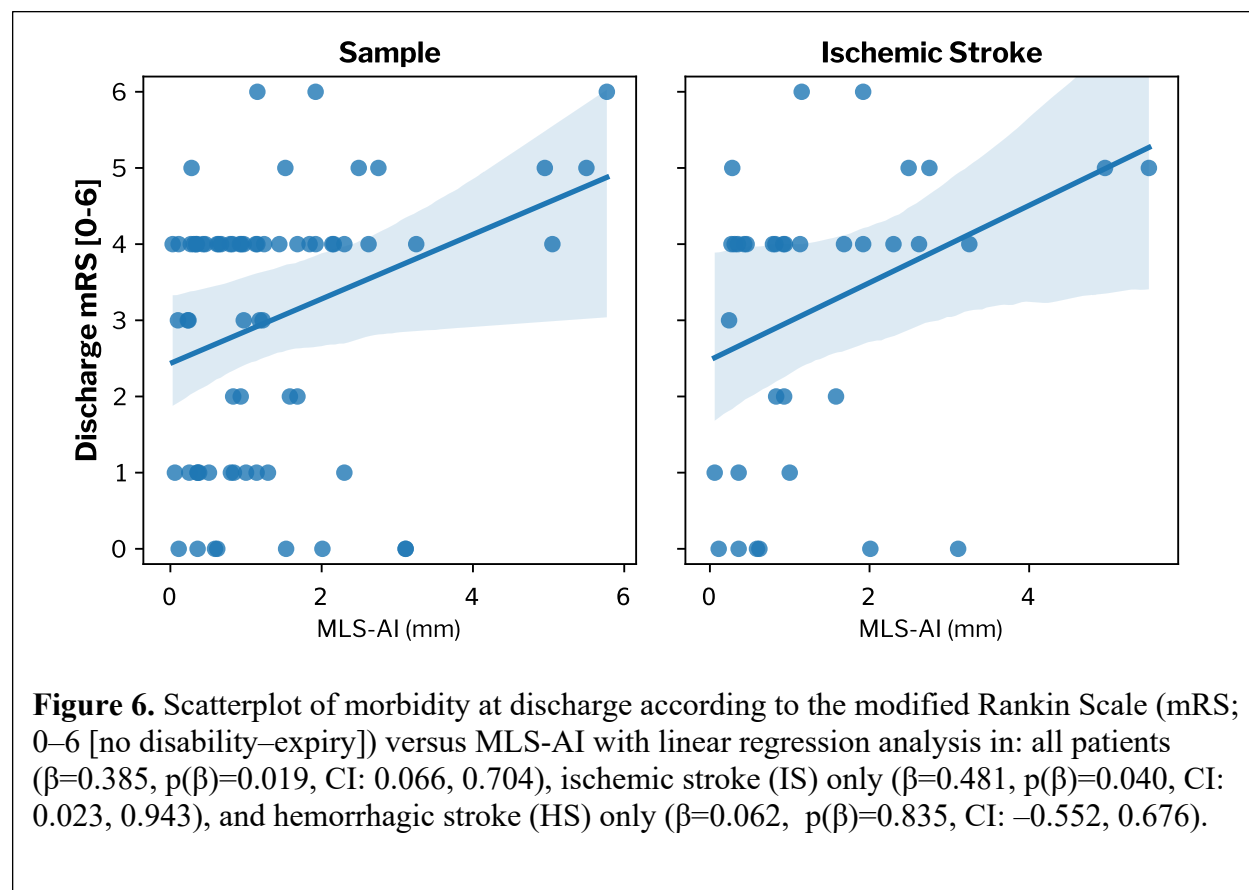 Sample
Ischemic Stroke
Discharge mRS [0-6]
6
5
4
3
2
1
0
0 2 4 6
0 2 4
MLS-AI (mm)
MLS-AI (mm)
Figure 6. Scatterplot of morbidity at discharge according to the modified Rankin Scale (mRS;
0–6 [no disability–expiry]) versus MLS-AI with linear regression analysis in: all patients
(β=0.385, p(β)=0.019, CI: 0.066, 0.704), ischemic stroke (IS) only (β=0.481, p(β)=0.040, CI:
0.023, 0.943), and hemorrhagic stroke (HS) only (β=0.062,  p(β)=0.835, CI: –0.552, 0.676).